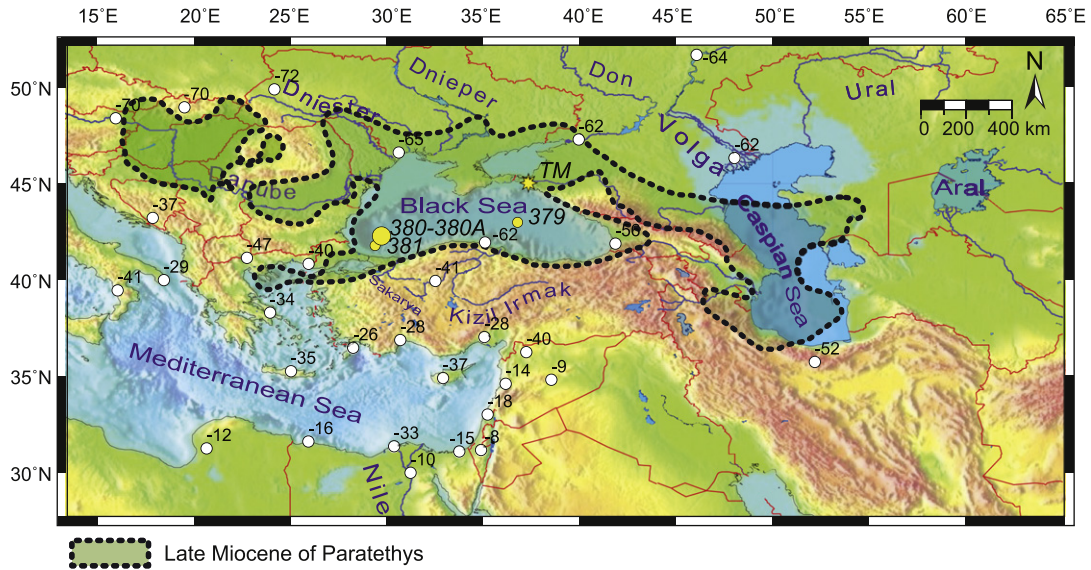 15°E 20°E 25°E 30°E 35°E 40°E 45°E 50°E 55°E 60°E 65°E
50°N
45°N
40°N
35°N
30°N
N
0 200 400 km
-64
-72
-70
-70
Dniester
Dnieper
Don
Volga
Ural
-62
-62
-65
TM
Danube
Aral
-37
Black Sea
379
380-380A
381
-62
-56
Caspian Sea
-47
-40
-41
-29
-41
Sakarya
Kizil Irmak
-34
-26
-28
-28
-40
-52
-35
-37
-14
-9
Mediterranean Sea
-18
-12
-16
-33
-15
-8
-10
Nile
Late Miocene of Paratethys